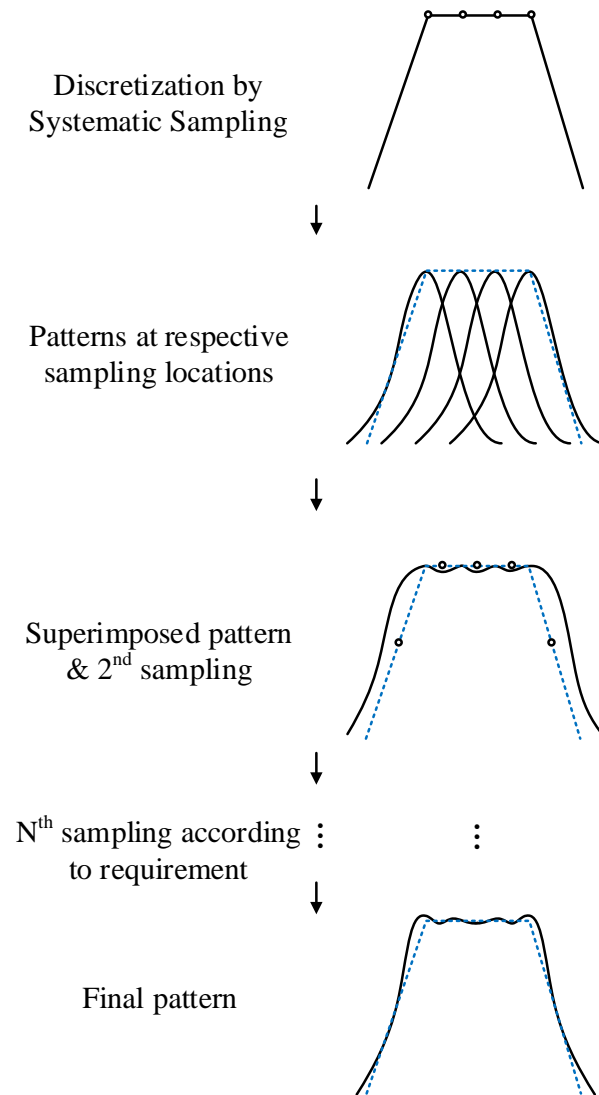 Discretization by
Systematic Sampling
Patterns at respective
sampling locations
Superimposed pattern
& 2nd sampling
Nth sampling according
to requirement
Final pattern